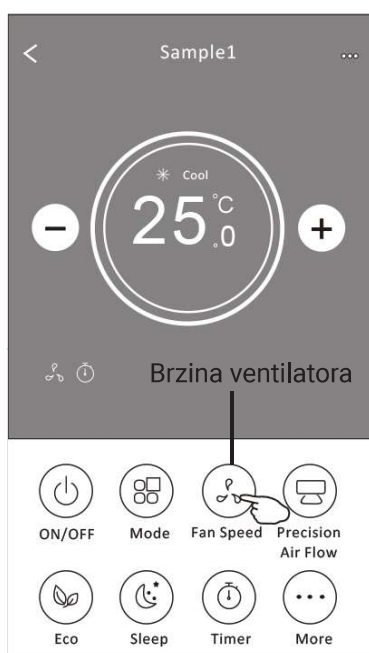 Sample1
Cool
25.0°C
Brzina ventilatora
ON/OFF
Mode
Fan Speed
Precision
Air Flow
Eco
Sleep
Timer
More